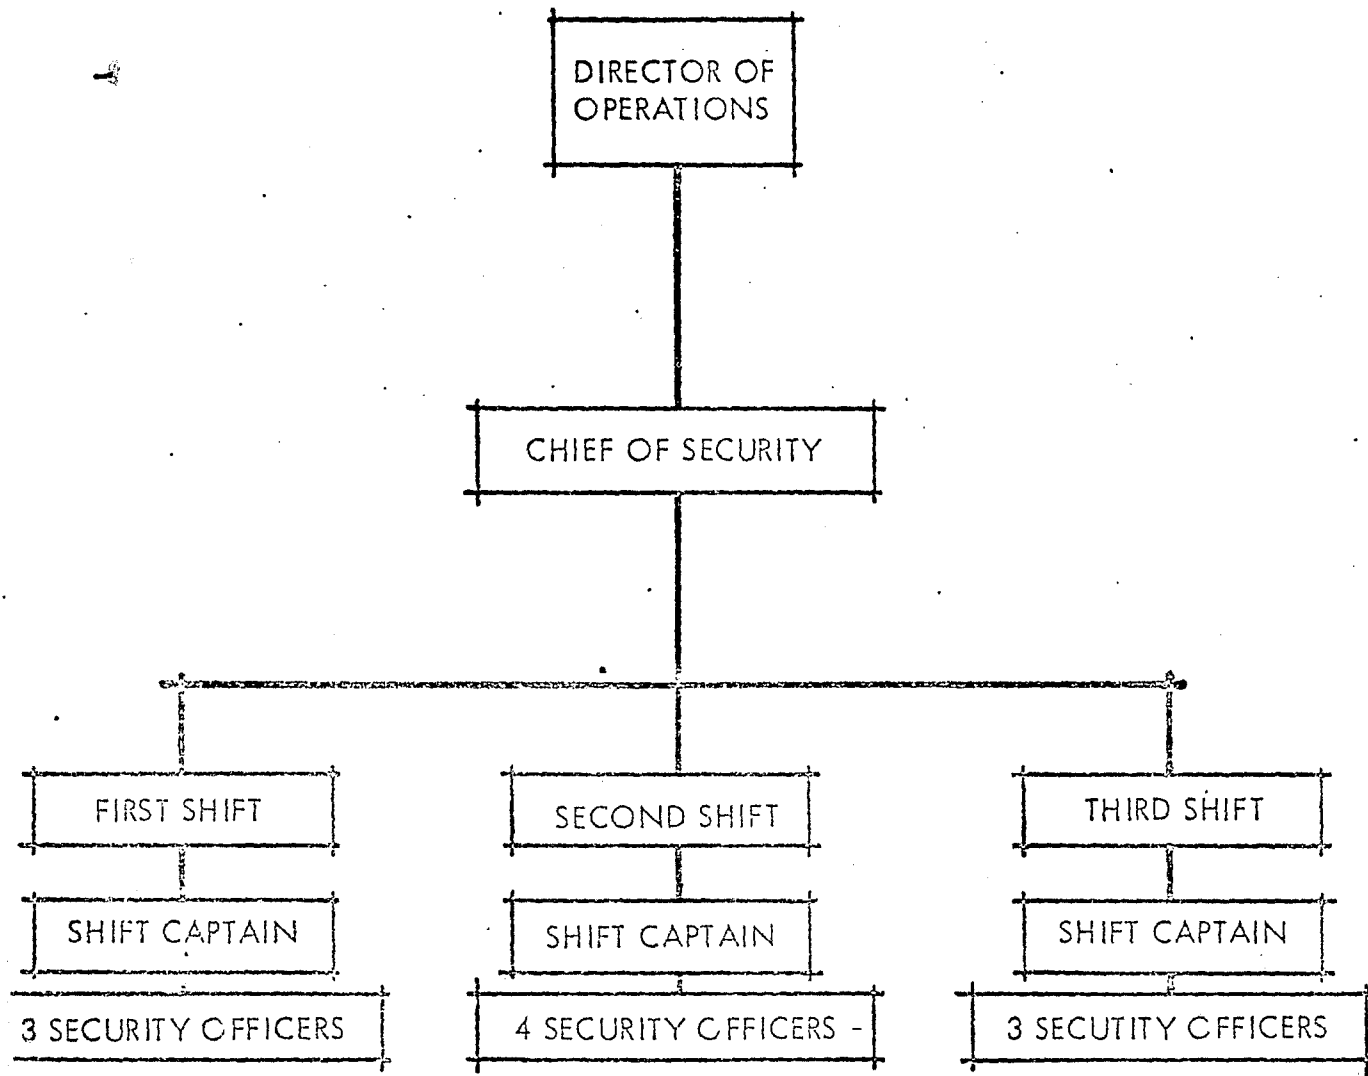 DIRECTOR OF
OPERATIONS
CHIEF OF SECURITY
FIRST SHIFT
SECOND SHIFT
THIRD SHIFT
SHIFT CAPTAIN
SHIFT CAPTAIN
SHIFT CAPTAIN
3 SECURITY OFFICERS
4 SECURITY OFFICERS -
3 SECUTITY OFFICERS